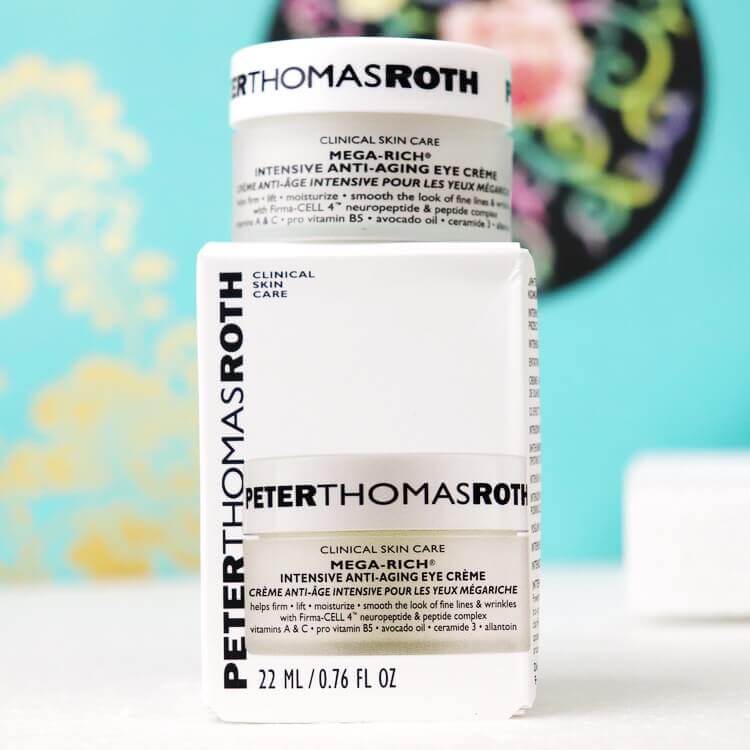 ERTHOMASROTH
CLINICAL SKIN CARE
MEGA-RICH®
INTENSIVE ANTI-AGING EYE CRÈME
CRÈME ANTI-ÂGE INTENSIVE POUR LES YEUX MÉGARICH
helps firm • lift • moisturize • smooth the look of fine lines & wrinkles
with Firma-CELL 4™ neuropeptide & peptide complex
vitamins A & C • pro vitamin B5 • avocado oil • ceramide 3 • allantoin
PETERTHOMASROTH
CLINICAL
SKIN
CARE
PETERTHOMASROTH
CLINICAL SKIN CARE
MEGA-RICH®
INTENSIVE ANTI-AGING EYE CRÈME
CRÈME ANTI-ÂGE INTENSIVE POUR LES YEUX MÉGARICHE
helps firm • lift • moisturize • smooth the look of fine lines & wrinkles
with Firma-CELL 4™ neuropeptide & peptide complex
vitamins A & C • pro vitamin B5 • avocado oil • ceramide 3 • allantoin
22 ML/0.76 FL OZ